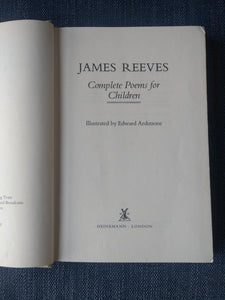 JAMES REEVES
Complete Poems for
Children
Illustrated by Edward Ardizzone
HEINEMANN · LONDON